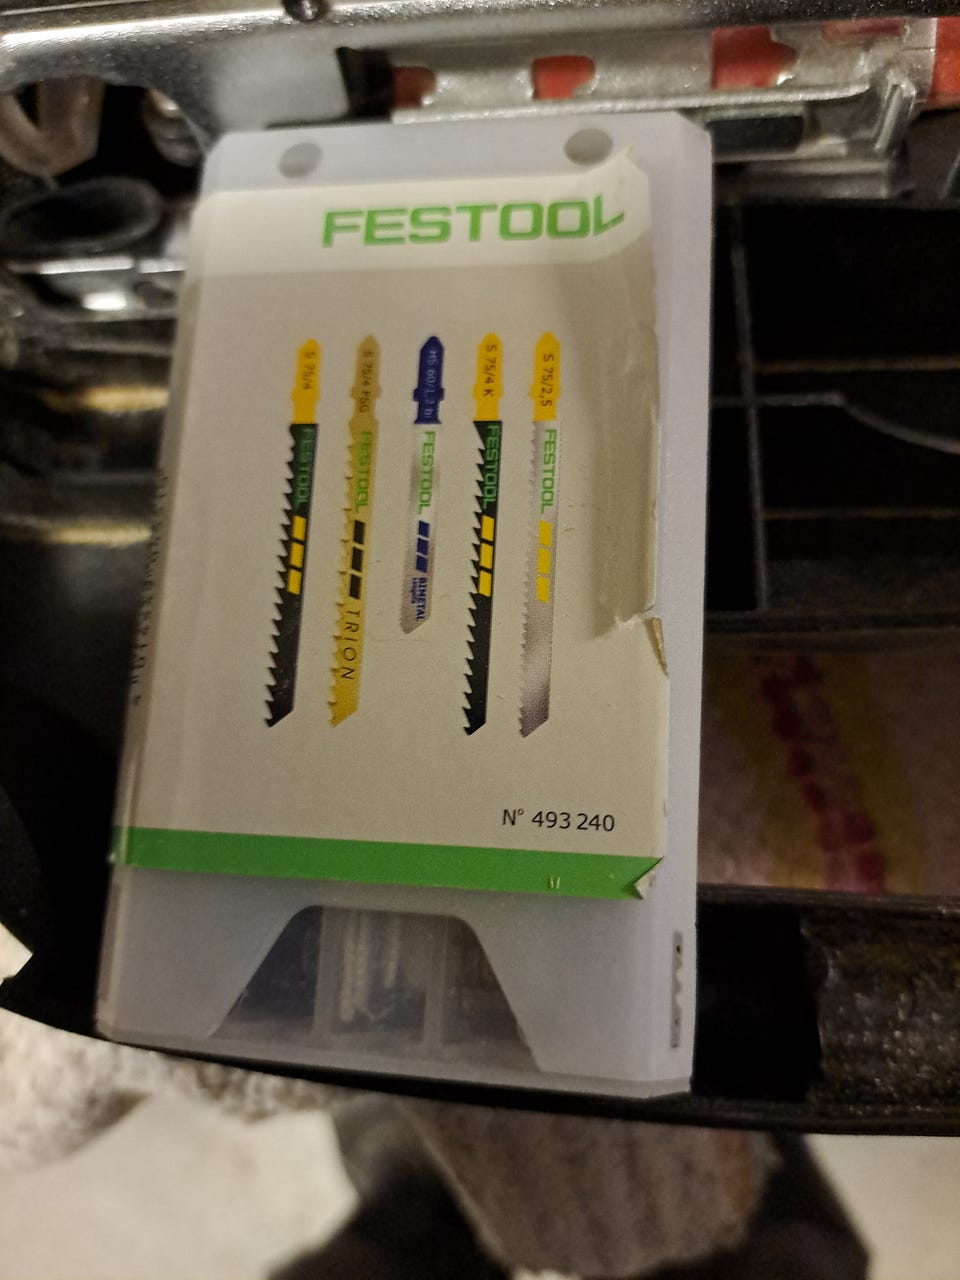 FESTOOL
S 75/4
FESTOOL
S 75/4 FSG
FESTOOL
TRION
HS 60/1,2 BI
FESTOOL
BIMETAL
S 75/4 K
FESTOOL
S 75/2,5
FESTOOL
N° 493 240